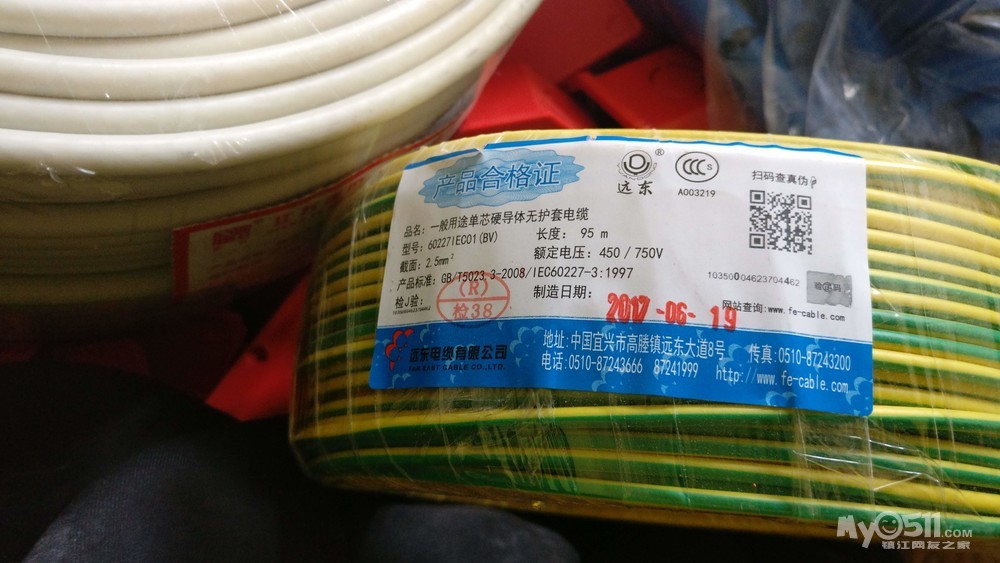 产品合格证
远东
®
CCC S
A003219
扫码查真伪
品名：一般用途单芯硬导体无护套电缆
型号：60227IEC01(BV)
长度：95 m
截面：2.5mm²
额定电压：450/750V
产品标准：GB/T5023.3-2008/IEC60227-3:1997
检验：
(R)
检38
制造日期：
2017-06-19
10350004623704462
验证码
网站查询:www.fe-cable.com
远东电缆有限公司
FAR EAST CABLE CO.,LTD.
地址:中国宜兴市高塍镇远东大道8号
传真:0510-87243200
电话:0510-87243666 87241999
http://www.fe-cable.com
My0511.COM
镇江网友之家